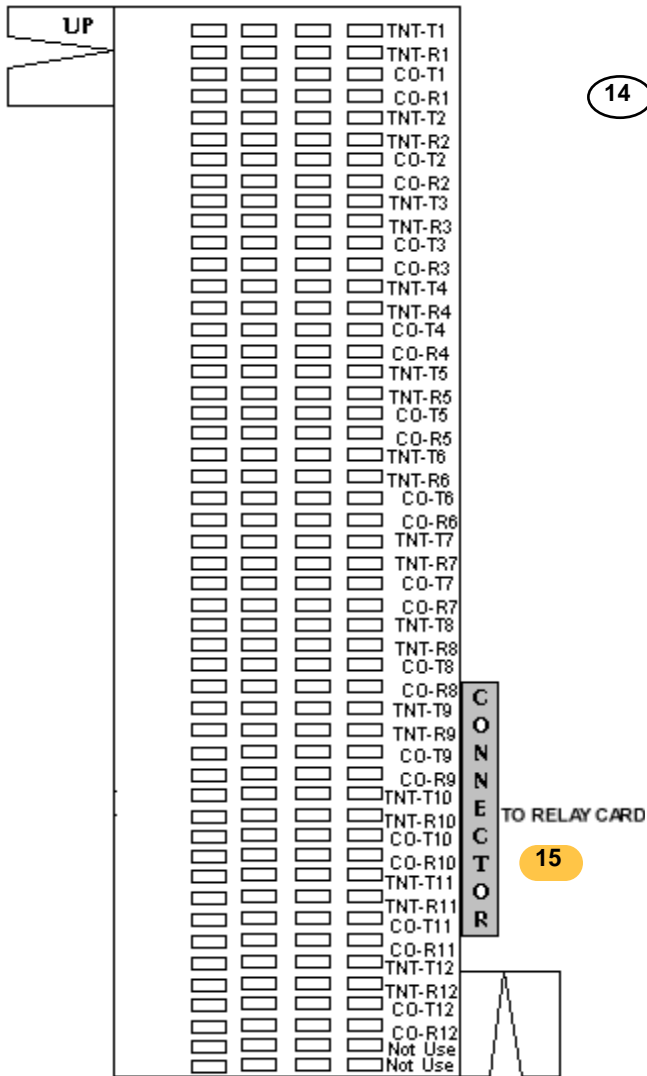 UP
TNT-T1
TNT-R1
CO-T1
CO-R1
TNT-T2
TNT-R2
CO-T2
CO-R2
TNT-T3
TNT-R3
CO-T3
CO-R3
TNT-T4
TNT-R4
CO-T4
CO-R4
TNT-T5
TNT-R5
CO-T5
CO-R5
TNT-T6
TNT-R6
CO-T6
CO-R6
TNT-T7
TNT-R7
CO-T7
CO-R7
TNT-T8
TNT-R8
CO-T8
CO-R8
TNT-T9
TNT-R9
CO-T9
CO-R9
TNT-T10
TNT-R10
CO-T10
CO-R10
TNT-T11
TNT-R11
CO-T11
CO-R11
TNT-T12
TNT-R12
CO-T12
CO-R12
Not Use
Not Use
14
CONNECTOR
TO RELAY CARD
15